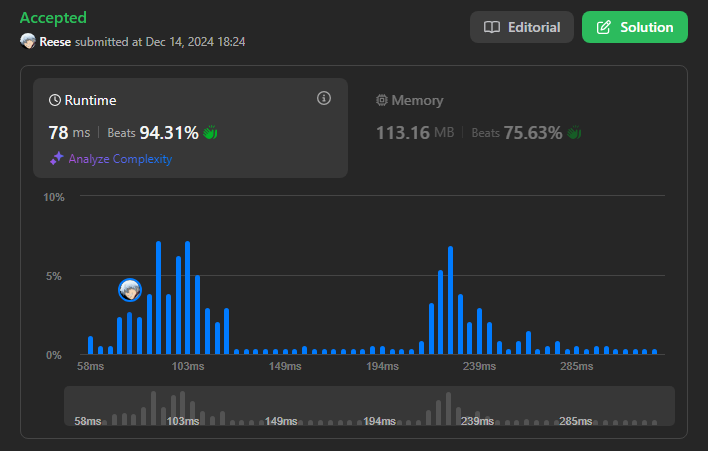 Accepted
Reese submitted at Dec 14, 2024 18:24
Editorial
Solution
Runtime
78 ms | Beats 94.31%
Analyze Complexity
Memory
113.16 MB | Beats 75.63%
10%
5%
0%
58ms 103ms 149ms 194ms 239ms 285ms
58ms 103ms 149ms 194ms 239ms 285ms